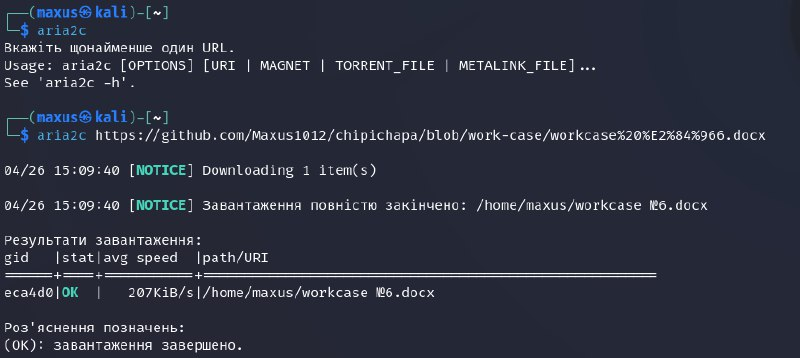 ┌──(maxus㉿kali)-[~]
└─$ aria2c
Вкажіть щонайменше один URL.
Usage: aria2c [OPTIONS] [URI | MAGNET | TORRENT_FILE | METALINK_FILE]...
See 'aria2c -h'.
┌──(maxus㉿kali)-[~]
└─$ aria2c https://github.com/Maxus1012/chipichapa/blob/work-case/workcase%20%E2%84%966.docx
04/26 15:09:40 [NOTICE] Downloading 1 item(s)
04/26 15:09:40 [NOTICE] Завантаження повністю закінчено: /home/maxus/workcase №6.docx
Результати завантаження:
gid   |stat|avg speed  |path/URI
======+====+===========+=======================================================
eca4d0|OK  |   207KiB/s|/home/maxus/workcase №6.docx
Роз'яснення позначень:
(OK): завантаження завершено.